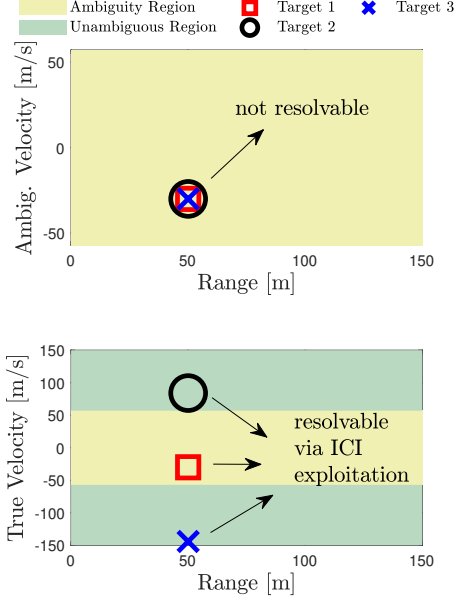 Ambiguity Region Target 1 Target 3
Unambiguous Region Target 2
Ambig. Velocity [m/s]
50
0
-50
not resolvable
0 50 100 150
Range [m]
True Velocity [m/s]
150
100
50
0
-50
-100
-150
resolvable
via ICI
exploitation
0 50 100 150
Range [m]